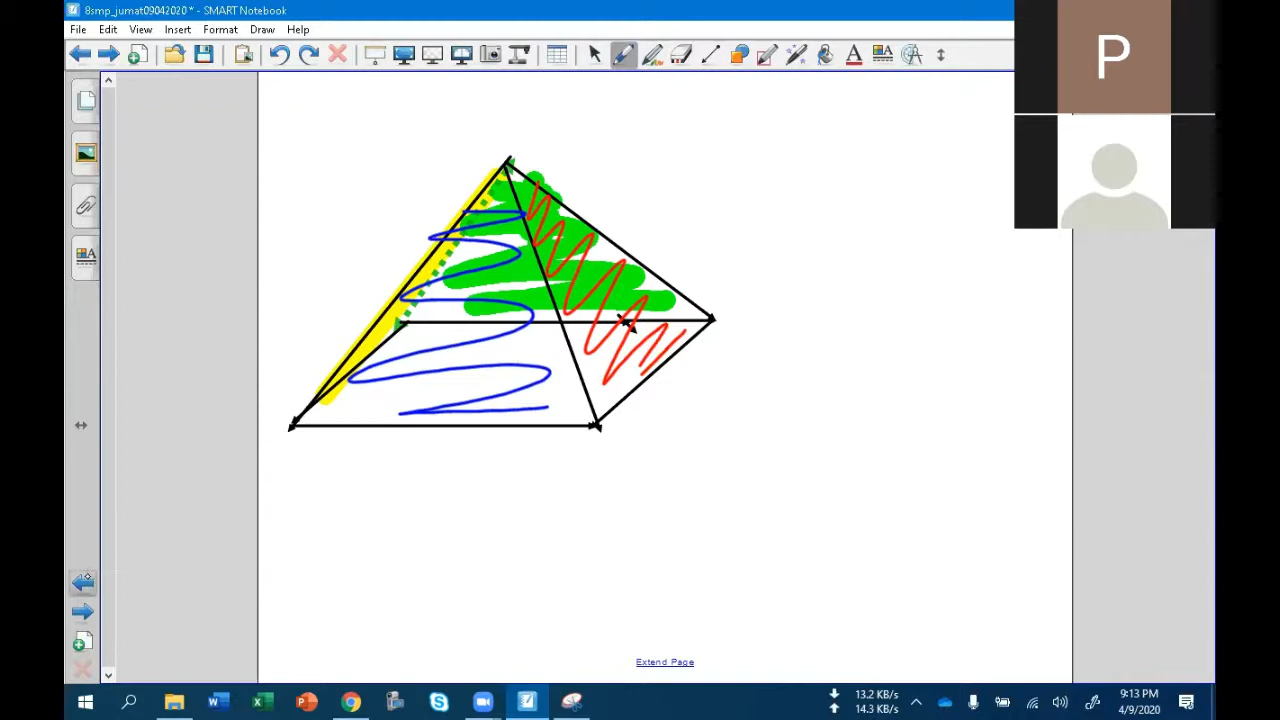 8smp_jumat09042020 * - SMART Notebook
File Edit View Insert Format Draw Help
P
Extend Page
13.2 KB/s
14.3 KB/s
9:13 PM
4/9/2020